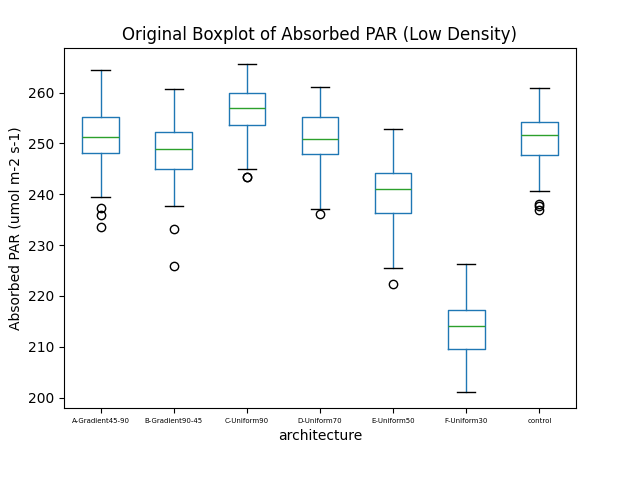 Original Boxplot of Absorbed PAR (Low Density)
Absorbed PAR (umol m-2 s-1)
260
250
240
230
220
210
200
A-Gradient45-90 B-Gradient90-45 C-Uniform90 D-Uniform70 E-Uniform50 F-Uniform30 control
architecture